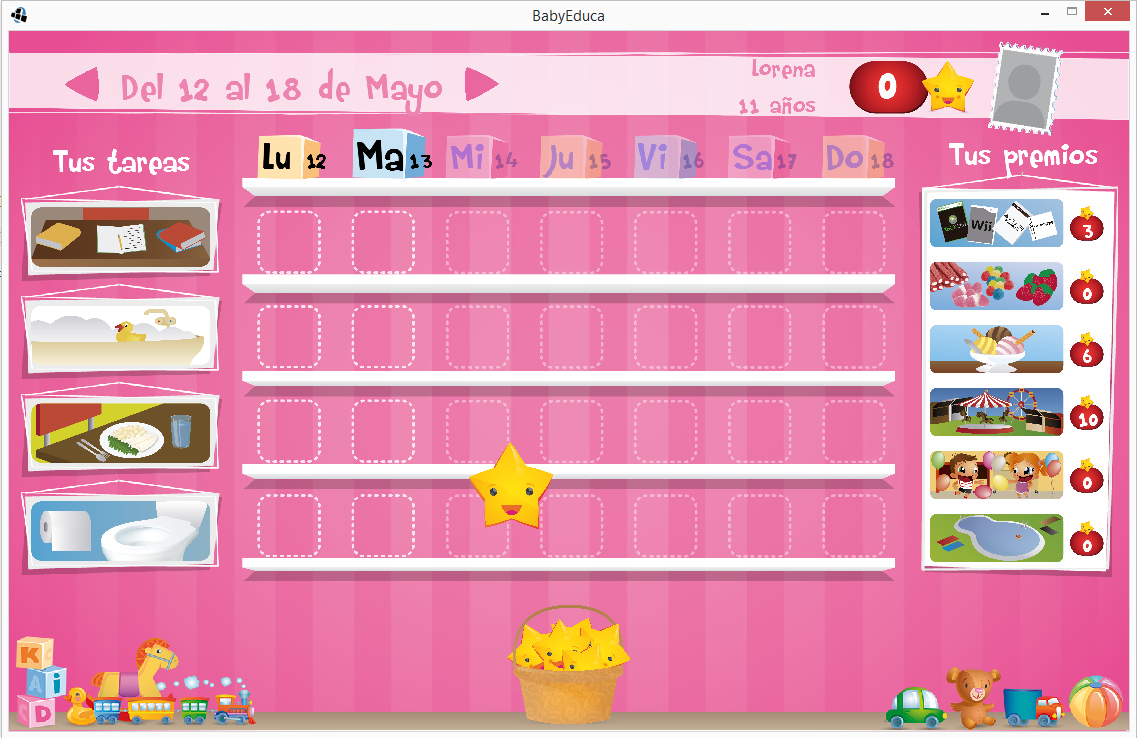 BabyEduca
Del 12 al 18 de Mayo
Lorena
11 años
0
Tus tareas
Lu 12 Ma 13 Mi 14 Ju 15 Vi 16 Sa 17 Do 18
Tus premios
Wii
3
0
6
10
0
0
K
A i
D